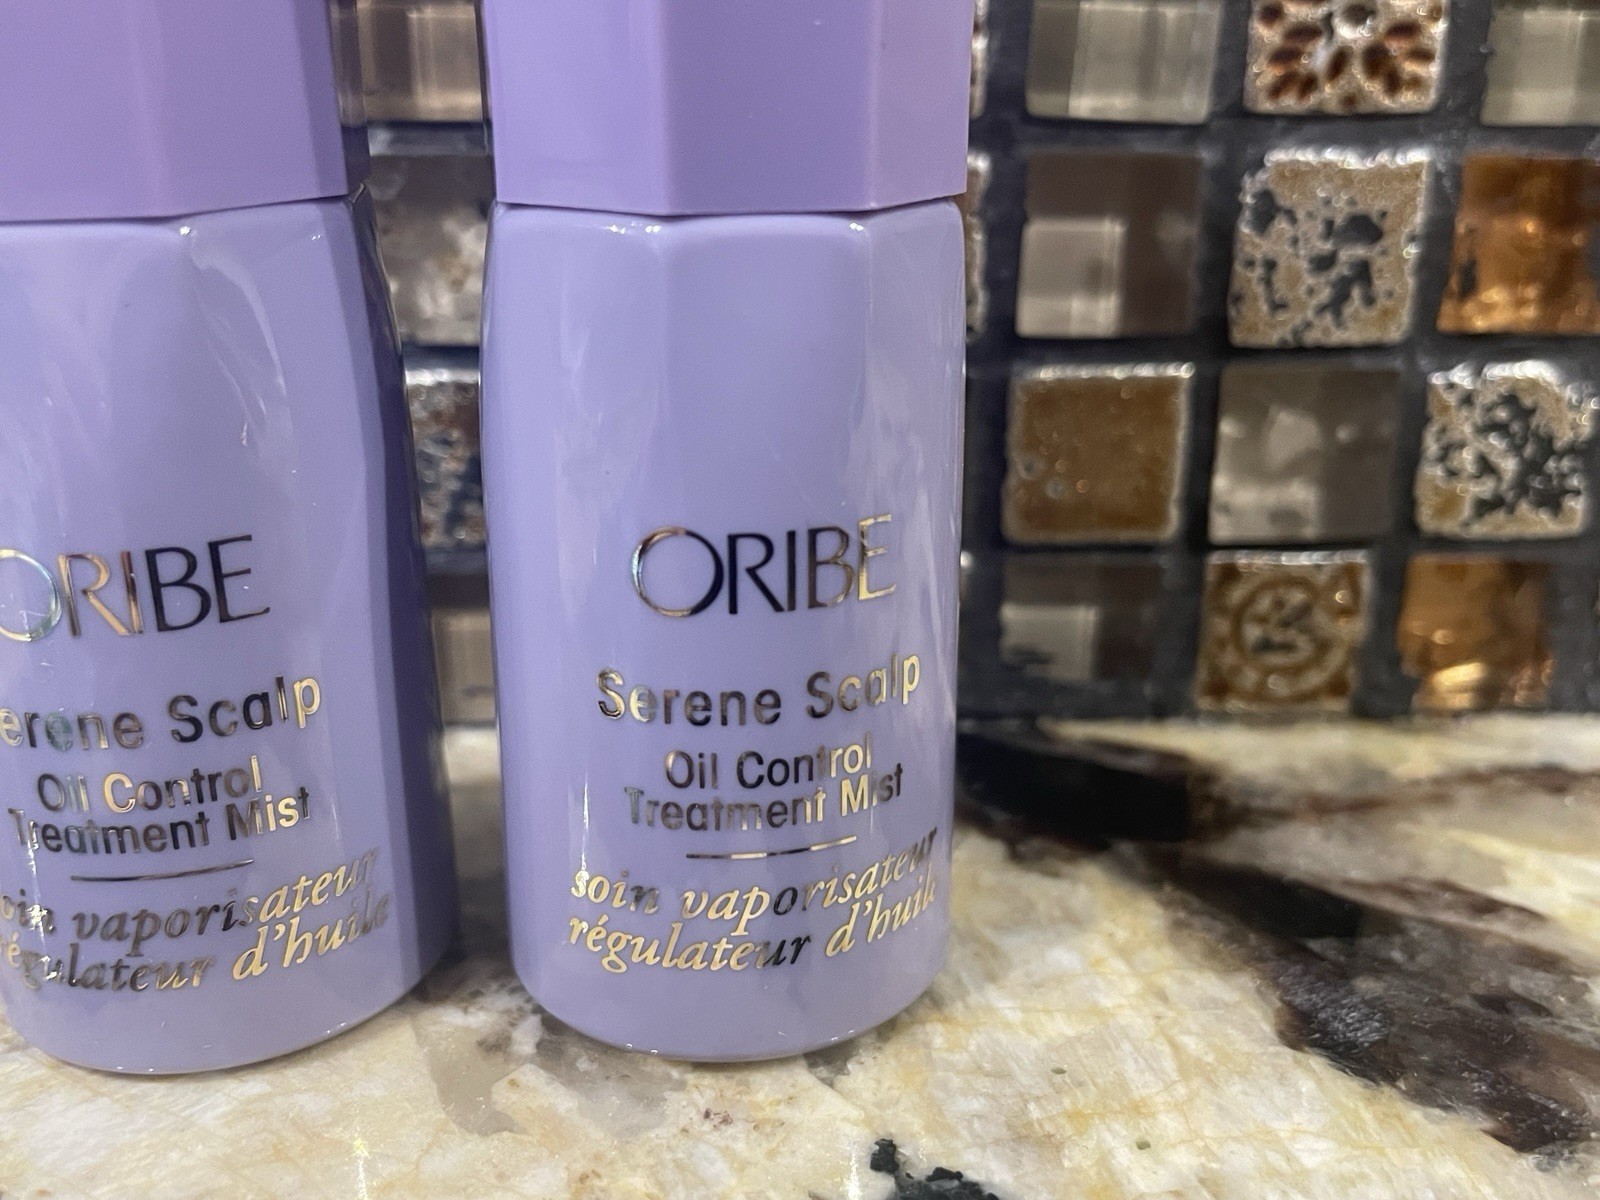 ORIBE
erene Scalp
Oil Control
Treatment Mist
oin vaporisateur
régulateur d'huile
ORIBE
Serene Scalp
Oil Control
Treatment Mist
soin vaporisateur
régulateur d'huile